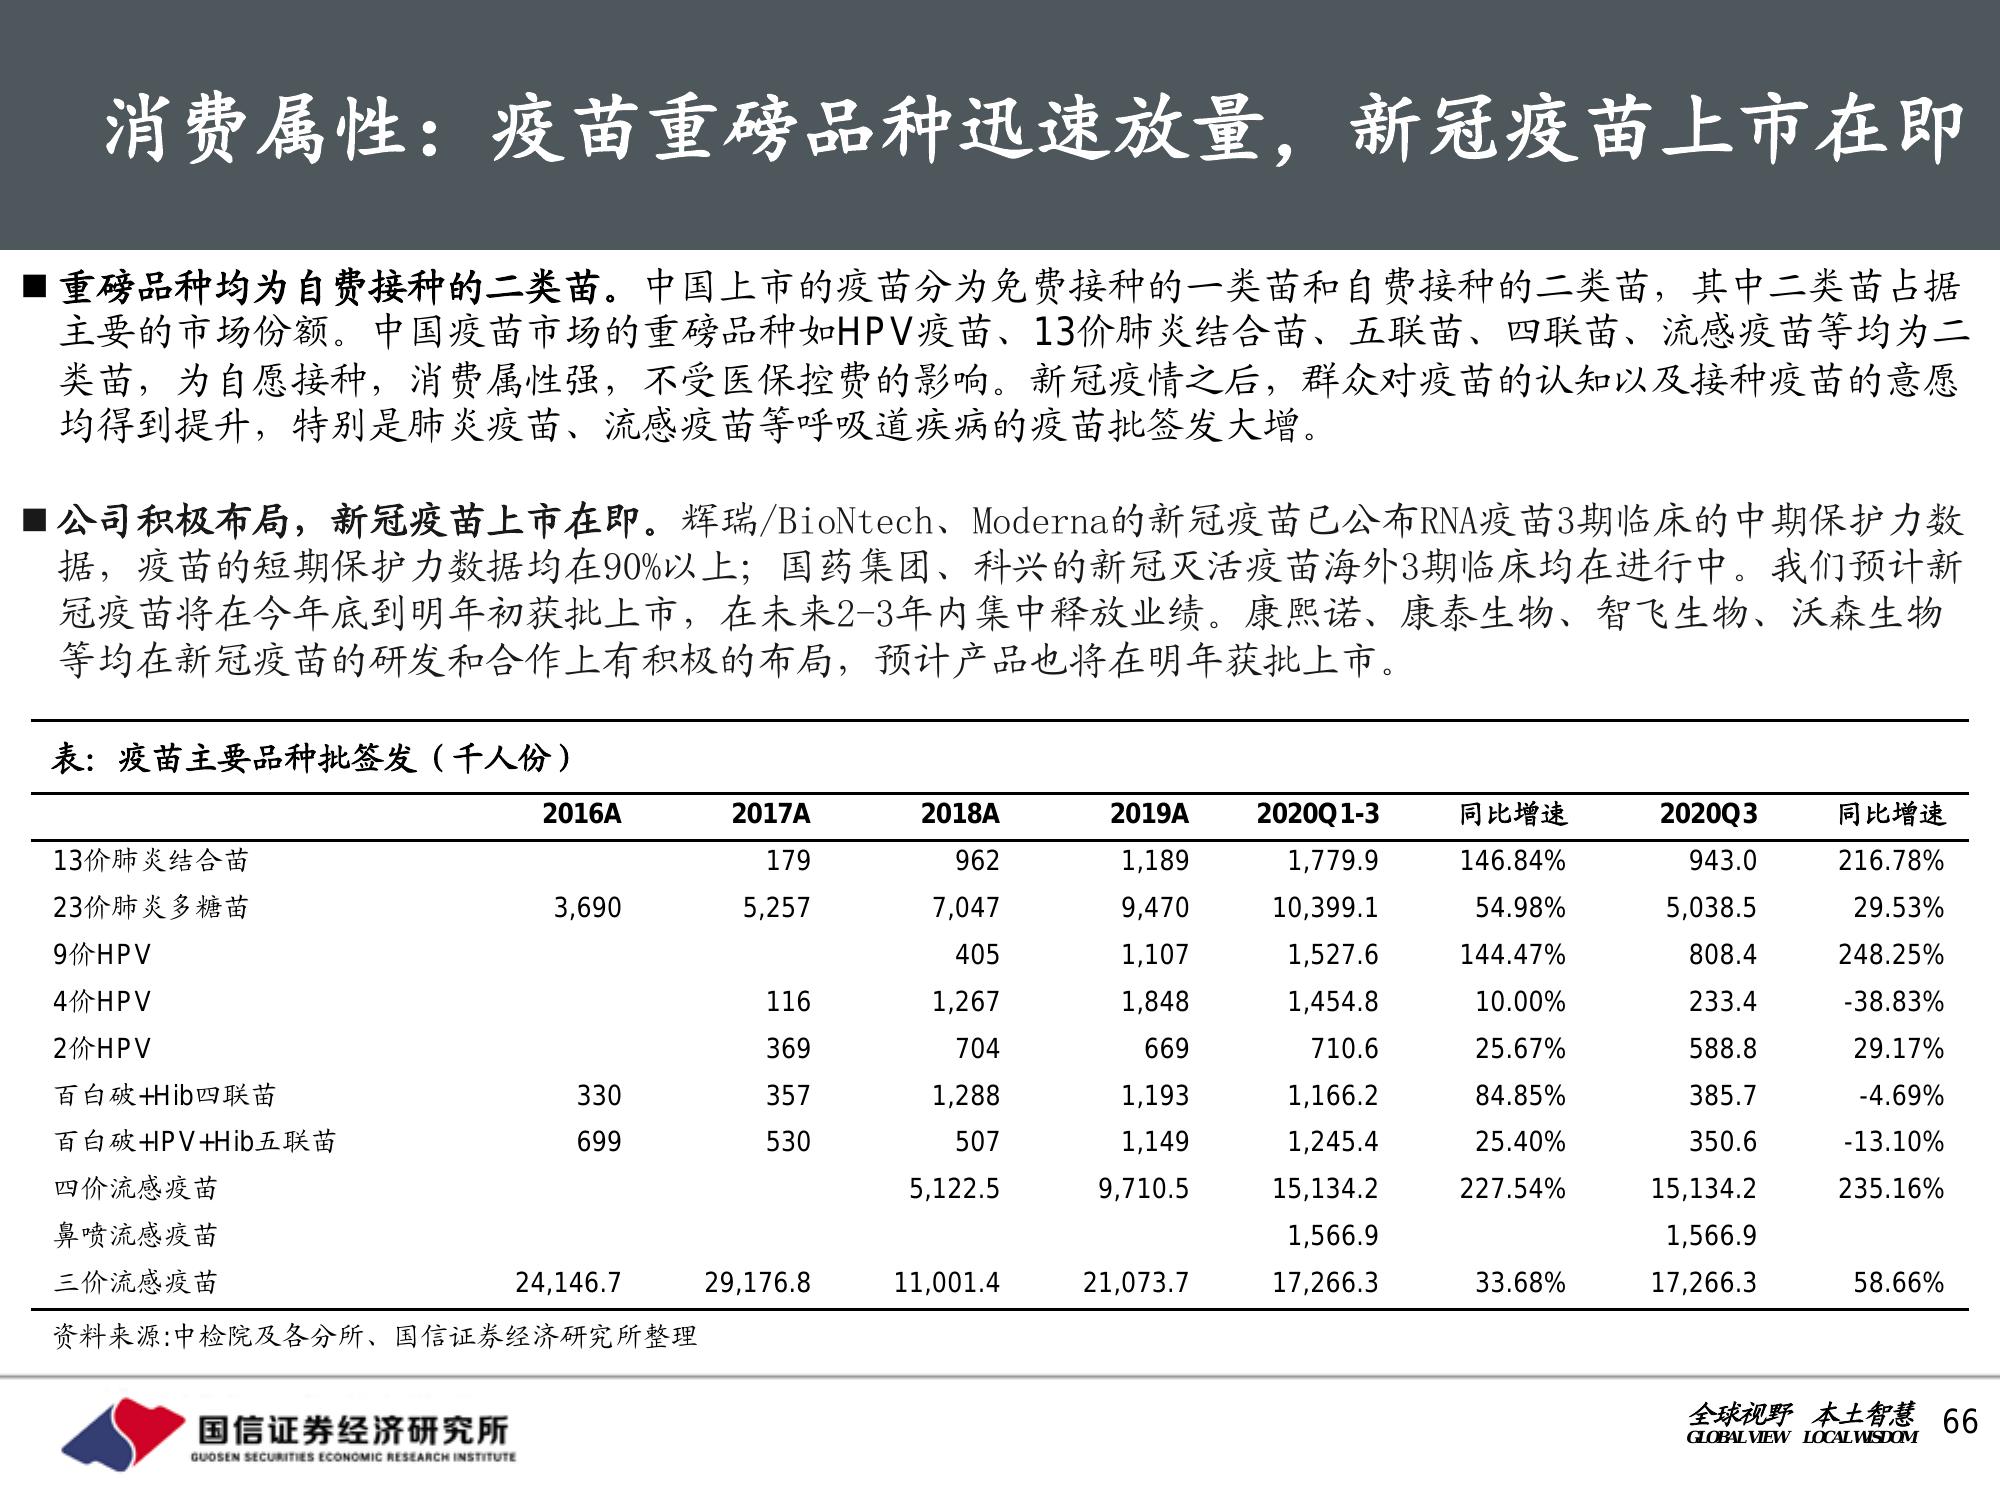 消费属性：疫苗重磅品种迅速放量，新冠疫苗上市在即
■重磅品种均为自费接种的二类苗。中国上市的疫苗分为免费接种的一类苗和自费接种的二类苗，其中二类苗占据
主要的市场份额。中国疫苗市场的重磅品种如HPV疫苗、13价肺炎结合苗、五联苗、四联苗、流感疫苗等均为二
类苗，为自愿接种，消费属性强，不受医保控费的影响。新冠疫情之后，群众对疫苗的认知以及接种疫苗的意愿
均得到提升，特别是肺炎疫苗、流感疫苗等呼吸道疾病的疫苗批签发大增。
■公司积极布局，新冠疫苗上市在即。辉瑞/BioNtech、Moderna的新冠疫苗已公布RNA疫苗3期临床的中期保护力数
据，疫苗的短期保护力数据均在90%以上；国药集团、科兴的新冠灭活疫苗海外3期临床均在进行中。我们预计新
冠疫苗将在今年底到明年初获批上市，在未来2-3年内集中释放业绩。康熙诺、康泰生物、智飞生物、沃森生物
等均在新冠疫苗的研发和合作上有积极的布局，预计产品也将在明年获批上市。
表：疫苗主要品种批签发（千人份）
2016A 2017A 2018A 2019A 2020Q1-3 同比增速 2020Q3 同比增速
13价肺炎结合苗 179 962 1,189 1,779.9 146.84% 943.0 216.78%
23价肺炎多糖苗 3,690 5,257 7,047 9,470 10,399.1 54.98% 5,038.5 29.53%
9价HPV 405 1,107 1,527.6 144.47% 808.4 248.25%
4价HPV 116 1,267 1,848 1,454.8 10.00% 233.4 -38.83%
2价HPV 369 704 669 710.6 25.67% 588.8 29.17%
百白破+Hib四联苗 330 357 1,288 1,193 1,166.2 84.85% 385.7 -4.69%
百白破+IPV+Hib五联苗 699 530 507 1,149 1,245.4 25.40% 350.6 -13.10%
四价流感疫苗 5,122.5 9,710.5 15,134.2 227.54% 15,134.2 235.16%
鼻喷流感疫苗 1,566.9 1,566.9
三价流感疫苗 24,146.7 29,176.8 11,001.4 21,073.7 17,266.3 33.68% 17,266.3 58.66%
资料来源:中检院及各分所、国信证券经济研究所整理
国信证券经济研究所
GUOSEN SECURITIES ECONOMIC RESEARCH INSTITUTE
全球视野 本土智慧
GLOBAL VIEW LOCAL WISDOM
66